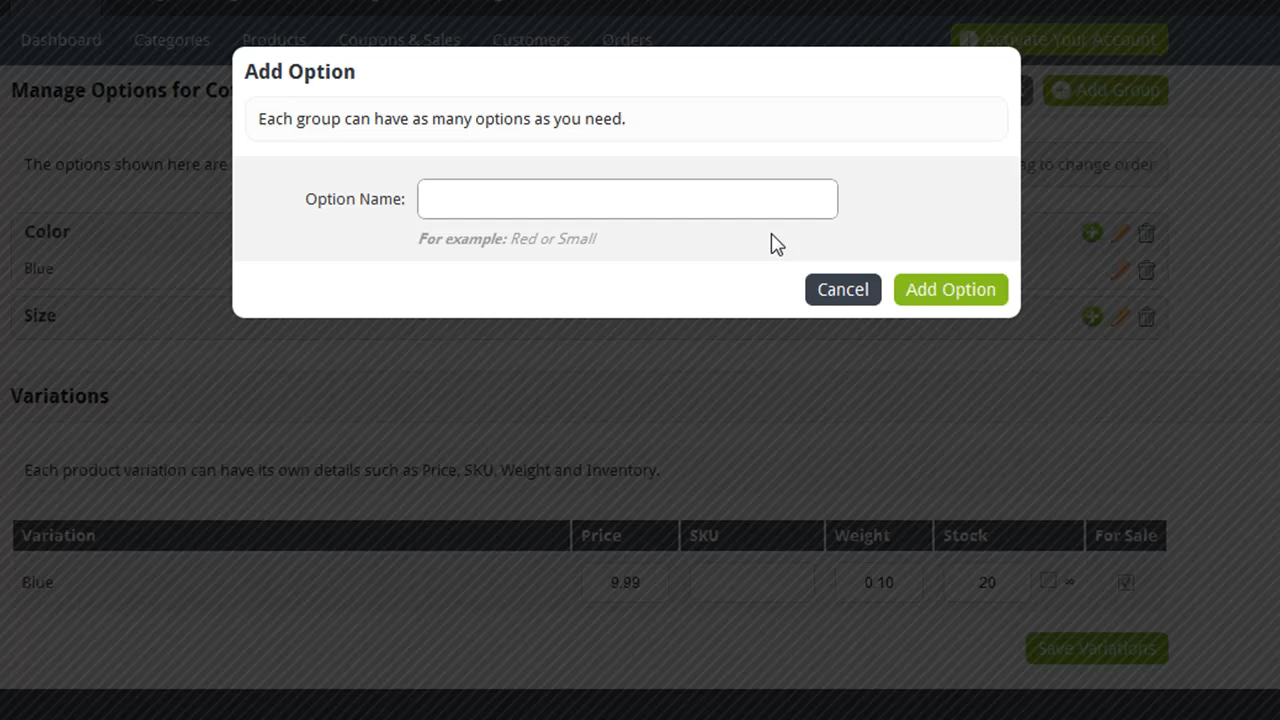 Dashboard Categories Products Coupons & Sales Customers Orders Activate Your Account
Add Option
Manage Options for Co
Add Group
Each group can have as many options as you need.
The options shown here are
to change order
Option Name:
For example: Red or Small
Color
Blue
Cancel Add Option
Size
Variations
Each product variation can have its own details such as Price, SKU, Weight and Inventory.
Variation Price SKU Weight Stock For Sale
Blue 9.99 0.10 20 ∞
Save Variations